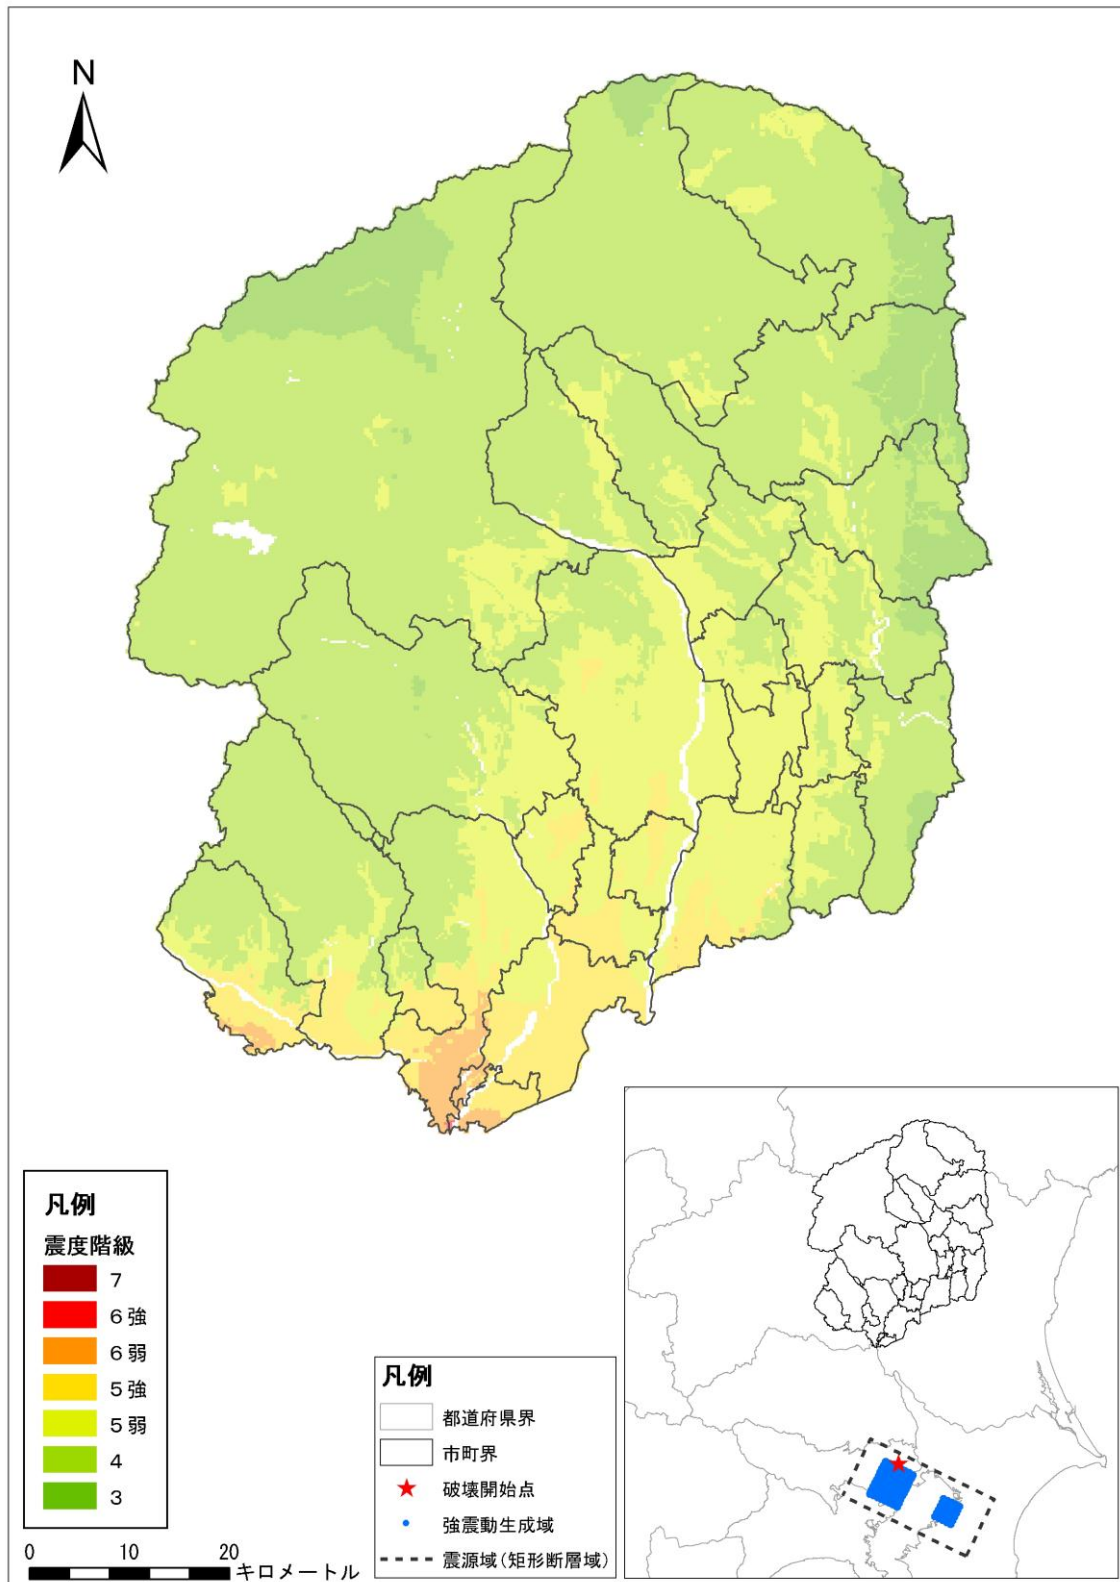 N
凡例
震度階級
7
6強
6弱
5強
5弱
4
3
0 10 20 キロメートル
凡例
都道府県界
市町界
破壊開始点
強震動生成域
震源域(矩形断層域)